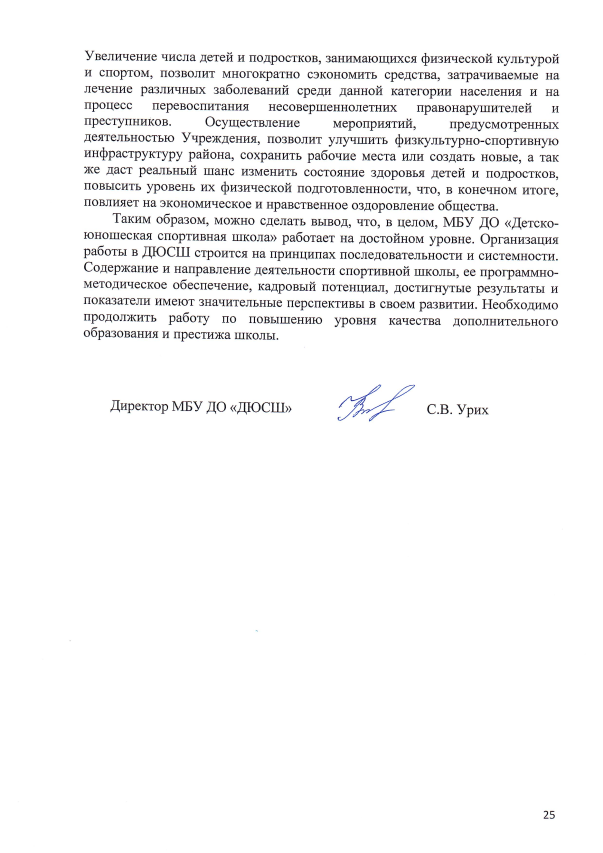 Увеличение числа детей и подростков, занимающихся физической культурой
и спортом, позволит многократно сэкономить средства, затрачиваемые на
лечение различных заболеваний среди данной категории населения и на
процесс перевоспитания несовершеннолетних правонарушителей и
преступников. Осуществление мероприятий, предусмотренных
деятельностью Учреждения, позволит улучшить физкультурно-спортивную
инфраструктуру района, сохранить рабочие места или создать новые, а так
же даст реальный шанс изменить состояние здоровья детей и подростков,
повысить уровень их физической подготовленности, что, в конечном итоге,
повлияет на экономическое и нравственное оздоровление общества.
Таким образом, можно сделать вывод, что, в целом, МБУ ДО «Детско-
юношеская спортивная школа» работает на достойном уровне. Организация
работы в ДЮСШ строится на принципах последовательности и системности.
Содержание и направление деятельности спортивной школы, ее программно-
методическое обеспечение, кадровый потенциал, достигнутые результаты и
показатели имеют значительные перспективы в своем развитии. Необходимо
продолжить работу по повышению уровня качества дополнительного
образования и престижа школы.
Директор МБУ ДО «ДЮСШ» С.В. Урих
25